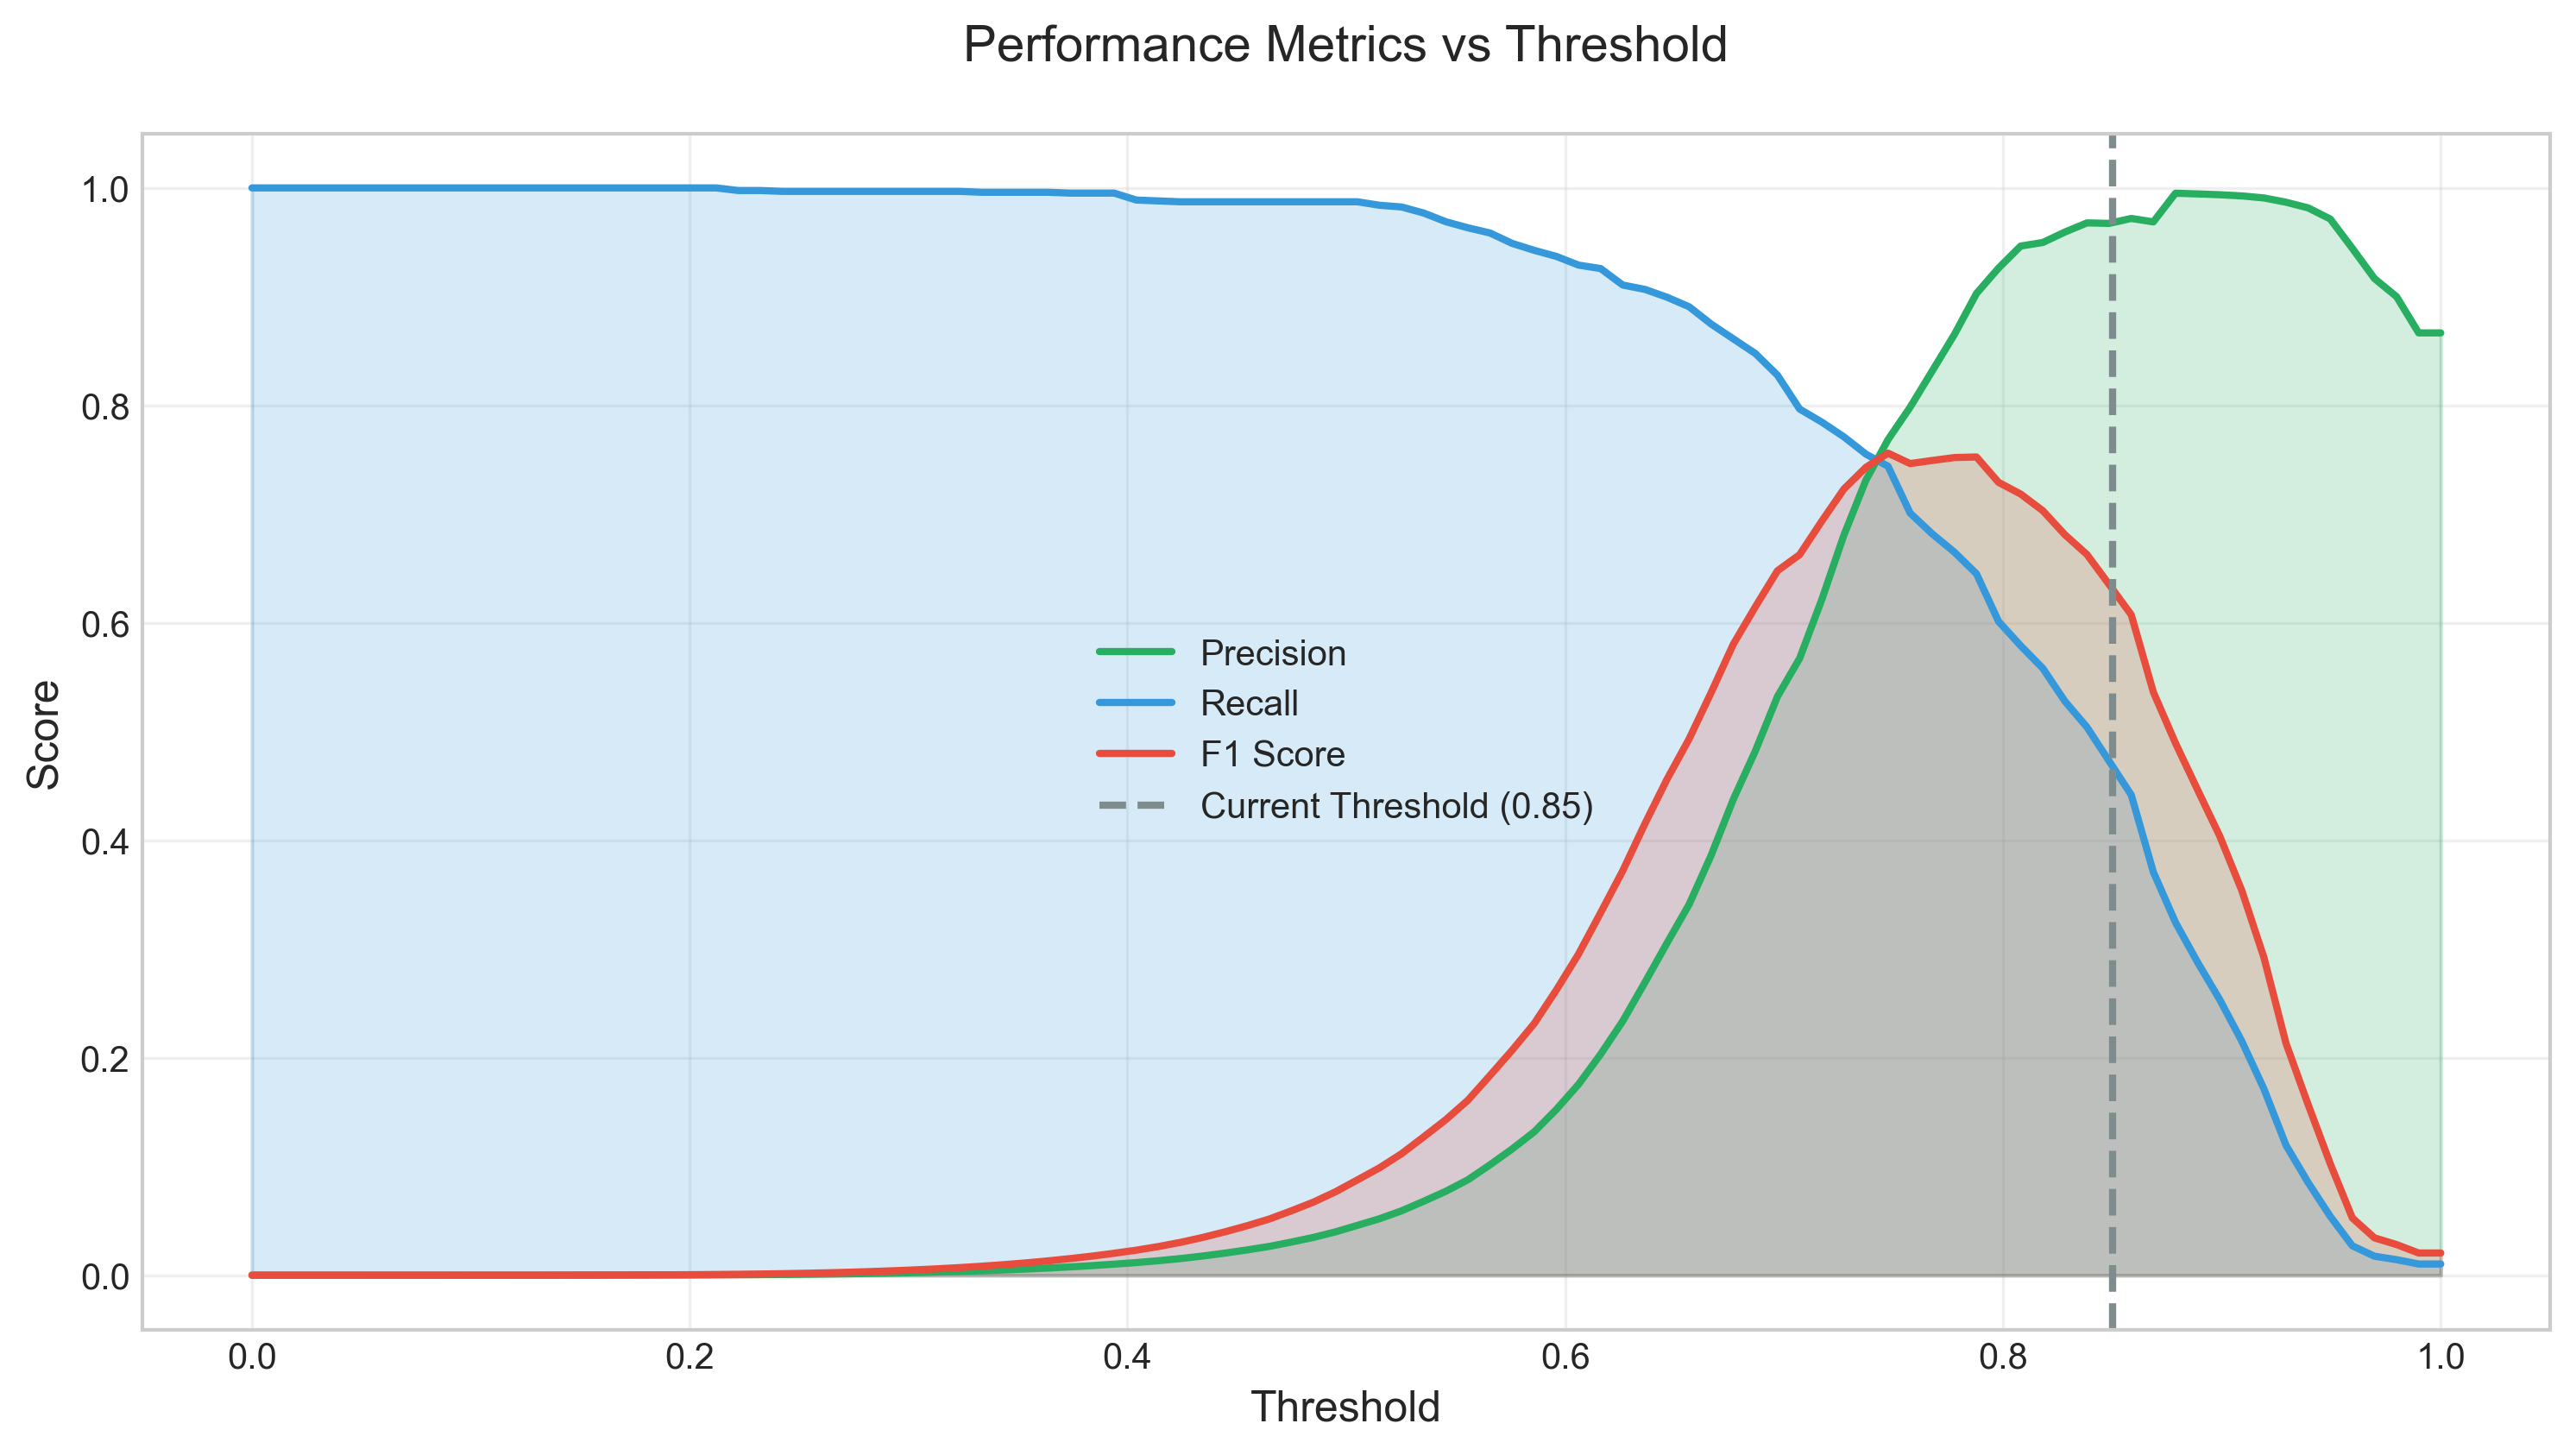 Performance Metrics vs Threshold
1.0
0.8
0.6
0.4
0.2
0.0
Score
Precision
Recall
F1 Score
Current Threshold (0.85)
0.0 0.2 0.4 0.6 0.8 1.0
Threshold